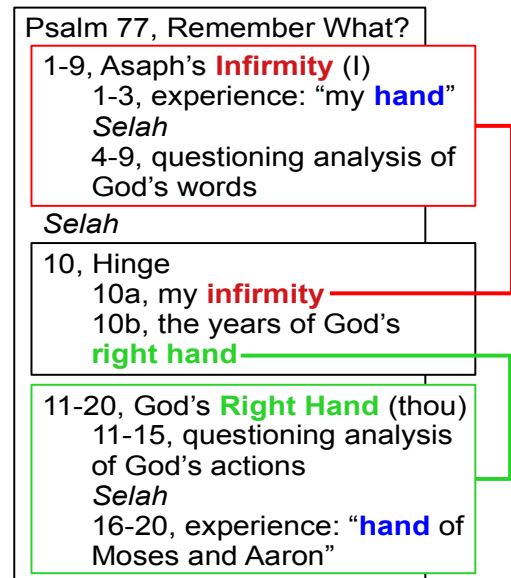 Psalm 77, Remember What?
1-9, Asaph’s Infirmity (I)
1-3, experience: “my hand”
Selah
4-9, questioning analysis of
God’s words
Selah
10, Hinge
10a, my infirmity
10b, the years of God’s
right hand
11-20, God’s Right Hand (thou)
11-15, questioning analysis
of God’s actions
Selah
16-20, experience: “hand of
Moses and Aaron”